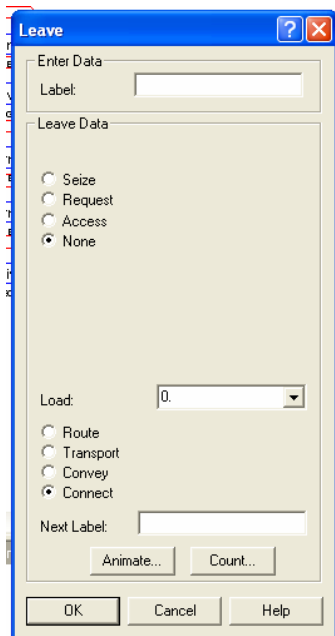 Leave
Enter Data
Label:
Leave Data
Seize
Request
Access
None
Load:
0.
Route
Transport
Convey
Connect
Next Label:
Animate...
Count...
OK
Cancel
Help